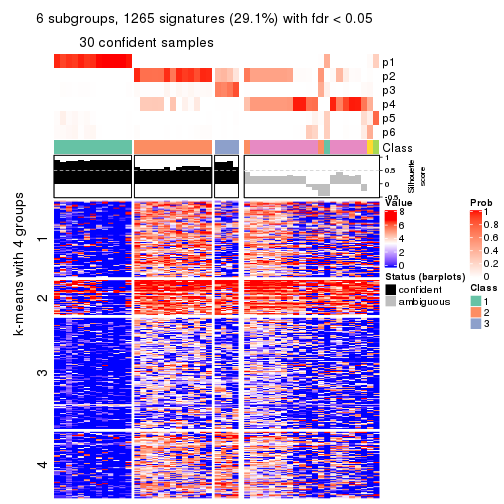 6 subgroups, 1265 signatures (29.1%) with fdr < 0.05
30 confident samples
p1
p2
p3
p4
p5
p6
Class
1
0.5
0
-0.5
Silhouette
score
k-means with 4 groups
1
2
3
4
Value
8
6
4
2
0
Status (barplots)
confident
ambiguous
Prob
1
0.8
0.6
0.4
0.2
0
Class
1
2
3